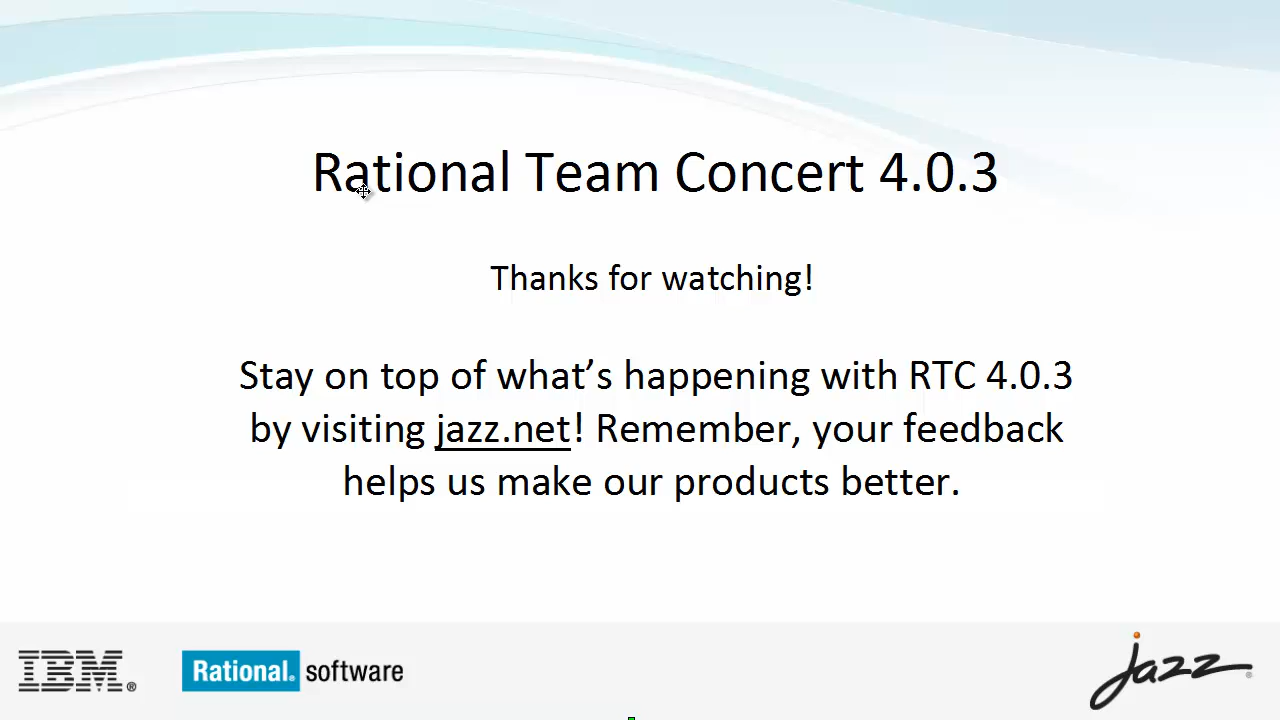 Rational Team Concert 4.0.3
Thanks for watching!
Stay on top of what’s happening with RTC 4.0.3
by visiting jazz.net! Remember, your feedback
helps us make our products better.
IBM® Rational® software jazz®